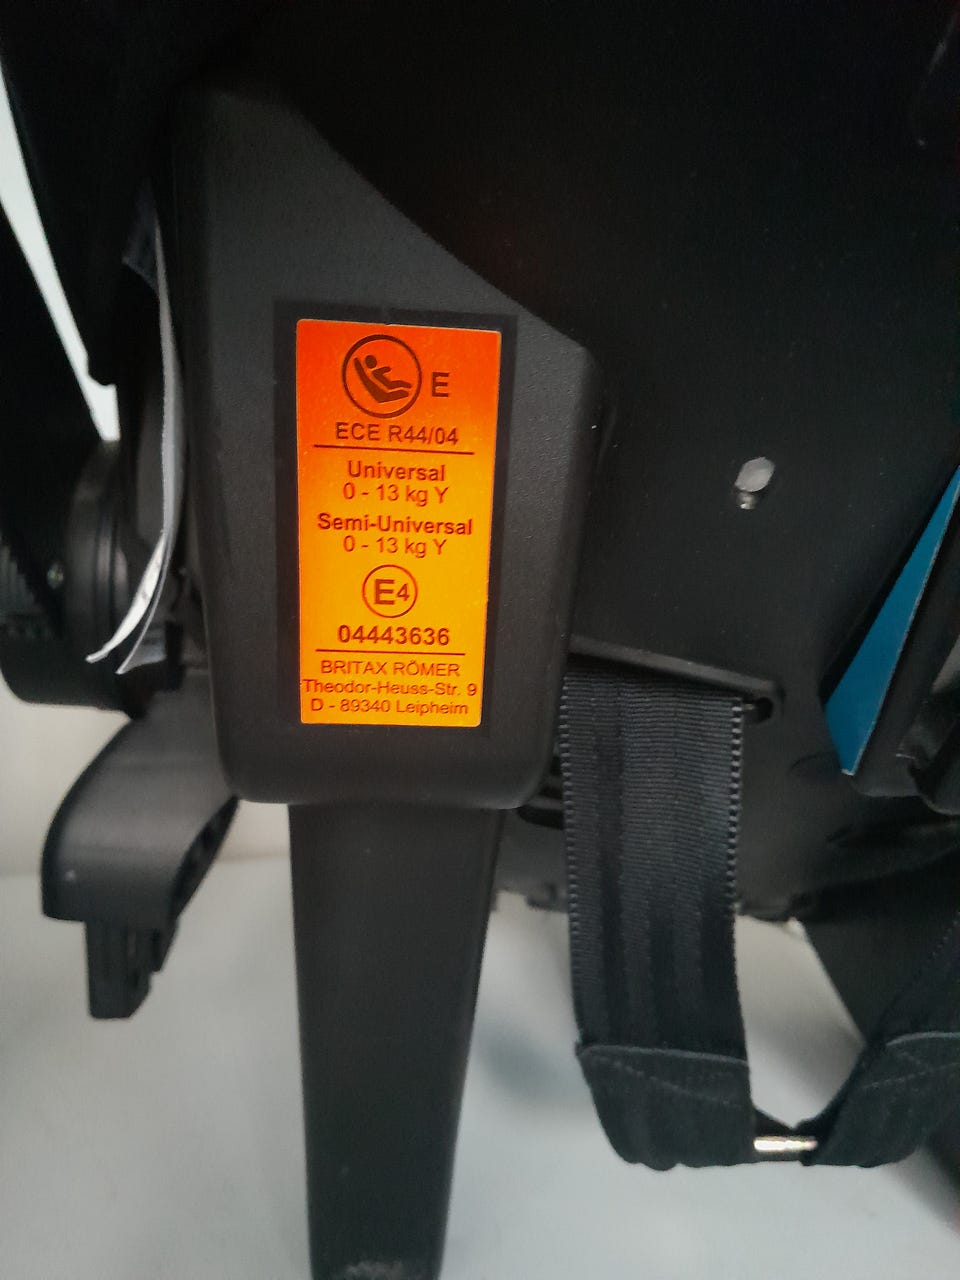 E
ECE R44/04
Universal
0 - 13 kg Y
Semi-Universal
0 - 13 kg Y
E4
04443636
BRITAX RÖMER
Theodor-Heuss-Str. 9
D - 89340 Leipheim